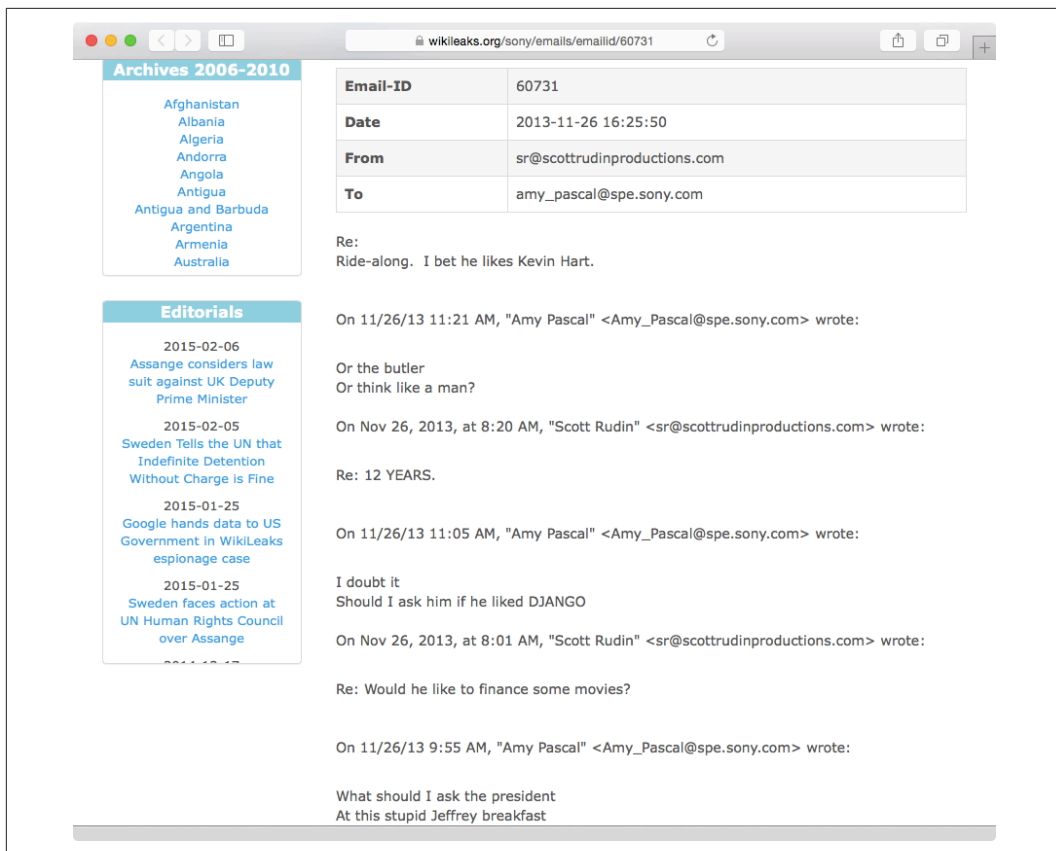 wikileaks.org/sony/emails/emailid/60731
Archives 2006-2010
Afghanistan
Albania
Algeria
Andorra
Angola
Antigua
Antigua and Barbuda
Argentina
Armenia
Australia
Editorials
2015-02-06
Assange considers law
suit against UK Deputy
Prime Minister
2015-02-05
Sweden Tells the UN that
Indefinite Detention
Without Charge is Fine
2015-01-25
Google hands data to US
Government in WikiLeaks
espionage case
2015-01-25
Sweden faces action at
UN Human Rights Council
over Assange
Email-ID 60731
Date 2013-11-26 16:25:50
From sr@scottrudinproductions.com
To amy_pascal@spe.sony.com
Re:
Ride-along. I bet he likes Kevin Hart.
On 11/26/13 11:21 AM, "Amy Pascal" <Amy_Pascal@spe.sony.com> wrote:
Or the butler
Or think like a man?
On Nov 26, 2013, at 8:20 AM, "Scott Rudin" <sr@scottrudinproductions.com> wrote:
Re: 12 YEARS.
On 11/26/13 11:05 AM, "Amy Pascal" <Amy_Pascal@spe.sony.com> wrote:
I doubt it
Should I ask him if he liked DJANGO
On Nov 26, 2013, at 8:01 AM, "Scott Rudin" <sr@scottrudinproductions.com> wrote:
Re: Would he like to finance some movies?
On 11/26/13 9:55 AM, "Amy Pascal" <Amy_Pascal@spe.sony.com> wrote:
What should I ask the president
At this stupid Jeffrey breakfast